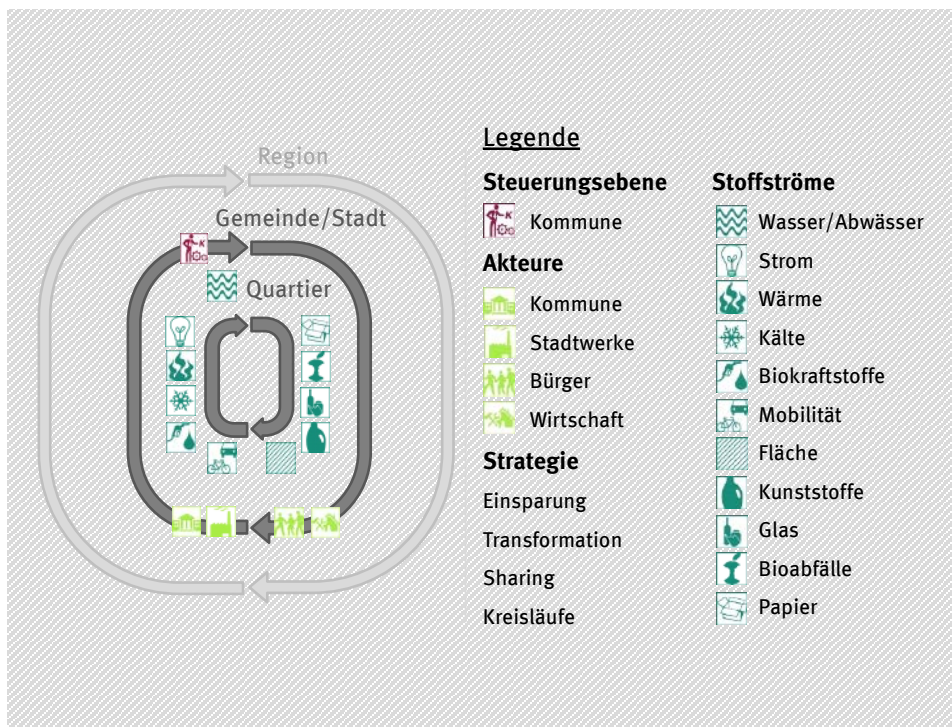 Region
Gemeinde/Stadt
Quartier
Legende
Steuerungsebene
Kommune
Akteure
Kommune
Stadtwerke
Bürger
Wirtschaft
Strategie
Einsparung
Transformation
Sharing
Kreisläufe
Stoffströme
Wasser/Abwässer
Strom
Wärme
Kälte
Biokraftstoffe
Mobilität
Fläche
Kunststoffe
Glas
Bioabfälle
Papier